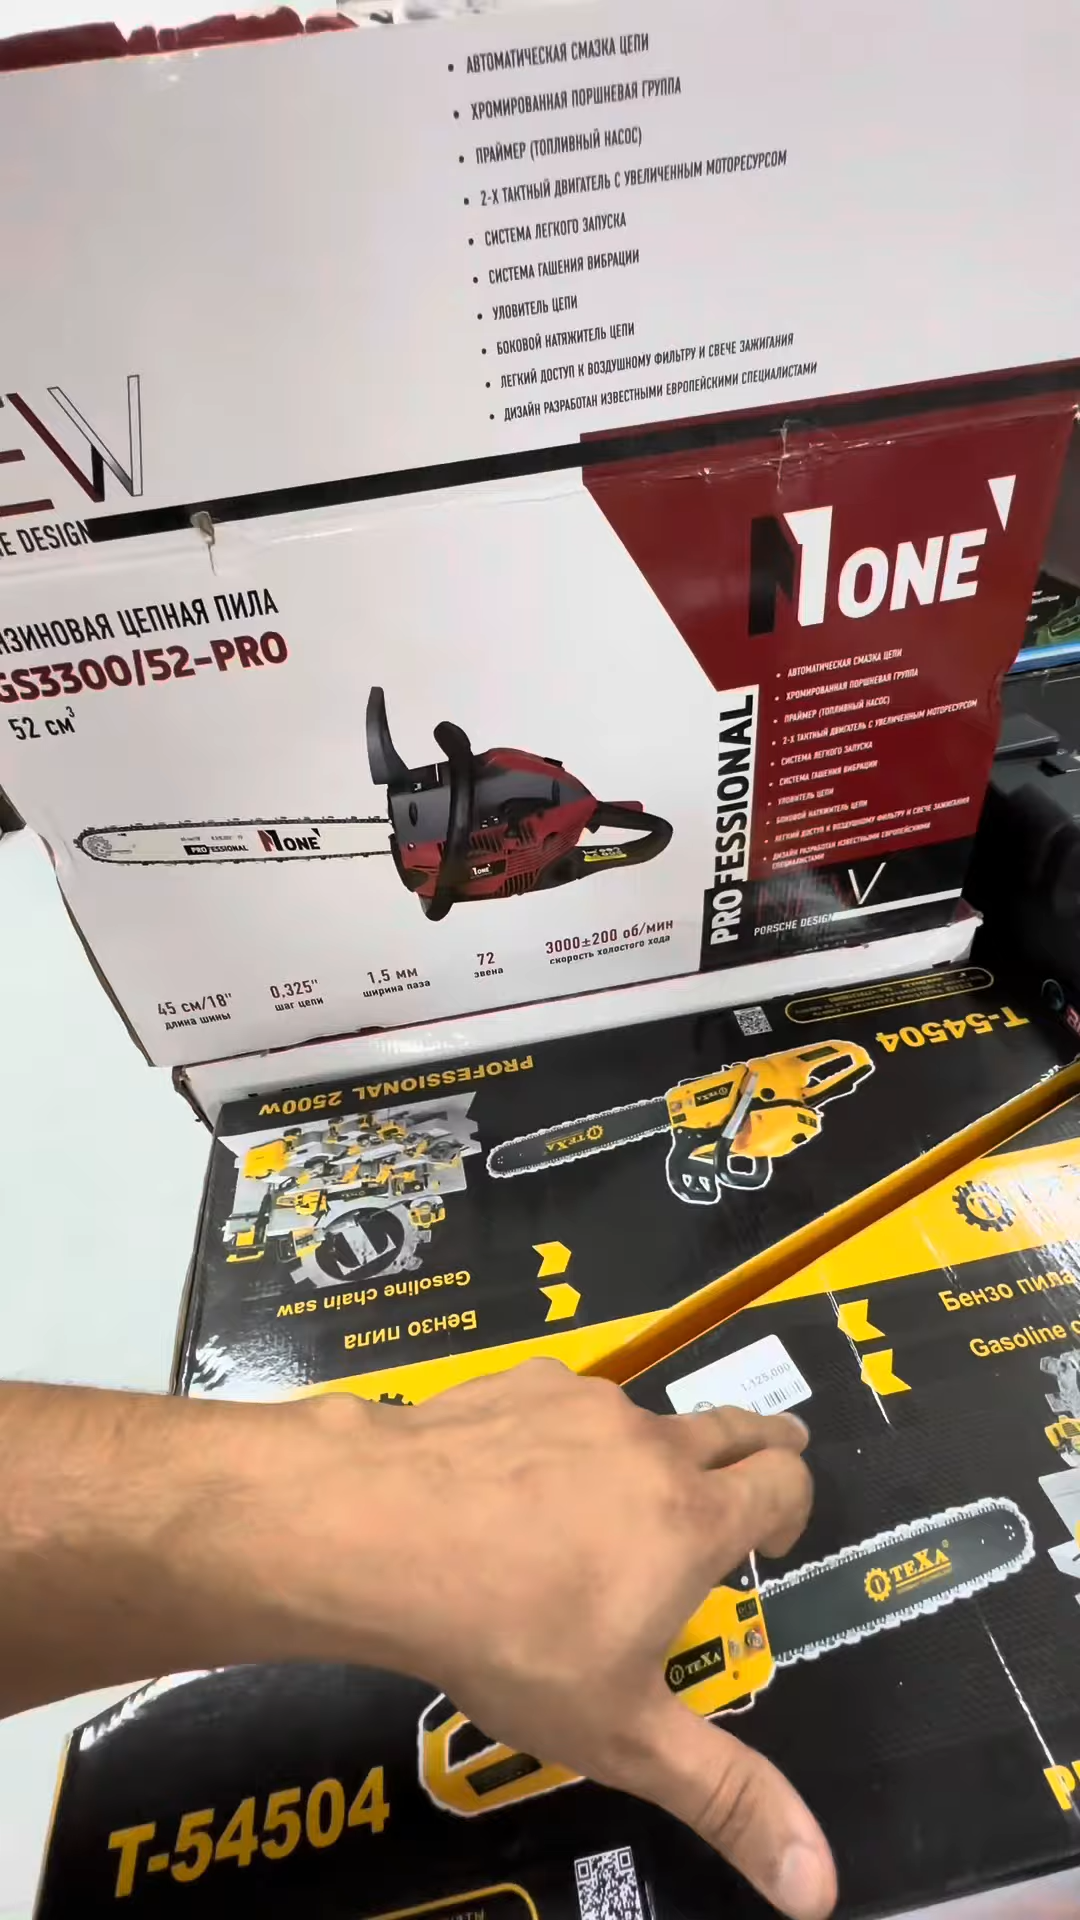 • АВТОМАТИЧЕСКАЯ СМАЗКА ЦЕПИ
• ХРОМИРОВАННАЯ ПОРШНЕВАЯ ГРУППА
• ПРАЙМЕР (ТОПЛИВНЫЙ НАСОС)
• 2-Х ТАКТНЫЙ ДВИГАТЕЛЬ С УВЕЛИЧЕННЫМ МОТОРЕСУРСОМ
• СИСТЕМА ЛЕГКОГО ЗАПУСКА
• СИСТЕМА ГАШЕНИЯ ВИБРАЦИИ
• УЛОВИТЕЛЬ ЦЕПИ
• БОКОВОЙ НАТЯЖИТЕЛЬ ЦЕПИ
• ЛЕГКИЙ ДОСТУП К ВОЗДУШНОМУ ФИЛЬТРУ И СВЕЧЕ ЗАЖИГАНИЯ
• ДИЗАЙН РАЗРАБОТАН ИЗВЕСТНЫМИ ЕВРОПЕЙСКИМИ СПЕЦИАЛИСТАМИ
EW
E DESIGN
НЗИНОВАЯ ЦЕПНАЯ ПИЛА
GS3300/52-PRO
52 СМ³
N1ONE
PROFESSIONAL N1ONE
1ONE
45 см/18"
длина шины
0,325"
шаг цепи
1,5 мм
ширина паза
72
звена
3000±200 об/мин
скорость холостого хода
PROFESSIONAL
• АВТОМАТИЧЕСКАЯ СМАЗКА ЦЕПИ
• ХРОМИРОВАННАЯ ПОРШНЕВАЯ ГРУППА
• ПРАЙМЕР (ТОПЛИВНЫЙ НАСОС)
• 2-Х ТАКТНЫЙ ДВИГАТЕЛЬ С УВЕЛИЧЕННЫМ МОТОРЕСУРСОМ
• СИСТЕМА ЛЕГКОГО ЗАПУСКА
• СИСТЕМА ГАШЕНИЯ ВИБРАЦИИ
• УЛОВИТЕЛЬ ЦЕПИ
• БОКОВОЙ НАТЯЖИТЕЛЬ ЦЕПИ
• ЛЕГКИЙ ДОСТУП К ВОЗДУШНОМУ ФИЛЬТРУ И СВЕЧЕ ЗАЖИГАНИЯ
• ДИЗАЙН РАЗРАБОТАН ИЗВЕСТНЫМИ ЕВРОПЕЙСКИМИ
СПЕЦИАЛИСТАМИ
PORSCHE DESIGN
T-54504
PROFESSIONAL 2500w
TEXA
Gasoline chain saw
Бензо пила
Бензо пила
Gasoline c
1,125,000
TEXA
TEXA
T-54504